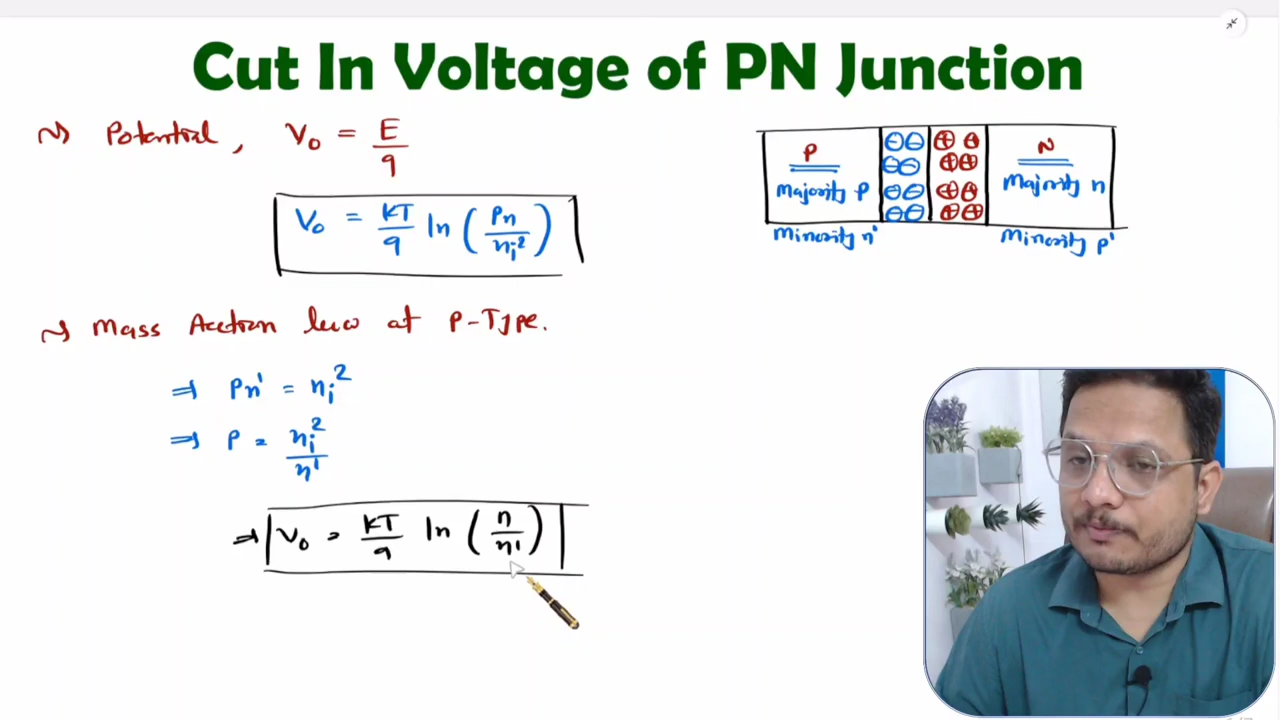 Cut In Voltage of PN Junction
~> Potential, V₀ = E/q
V₀ = KT/q ln (Pn/nᵢ²)
~> Mass Action law at P-Type.
⇒ Pn' = nᵢ²
⇒ P = nᵢ²/n'
⇒ V₀ = KT/q ln (n/n')
P
Majority p
Minority n'
N
Majority n
Minority p'